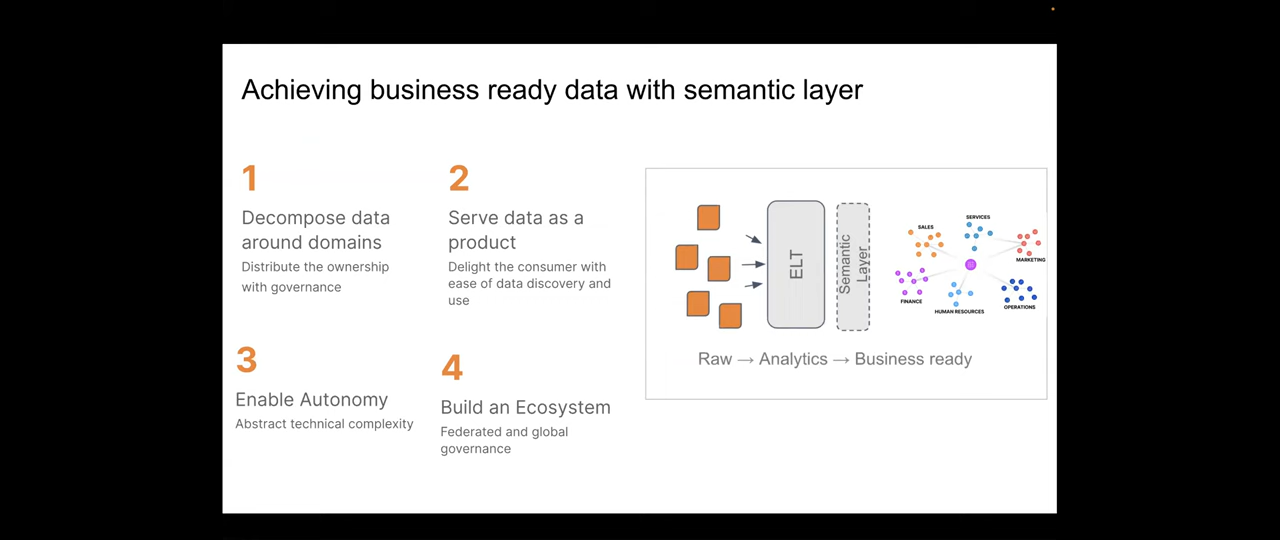 Achieving business ready data with semantic layer
1
Decompose data
around domains
Distribute the ownership
with governance
2
Serve data as a
product
Delight the consumer with
ease of data discovery and
use
3
Enable Autonomy
Abstract technical complexity
4
Build an Ecosystem
Federated and global
governance
ELT
Semantic
Layer
SALES
SERVICES
MARKETING
FINANCE
HUMAN RESOURCES
OPERATIONS
Raw → Analytics → Business ready